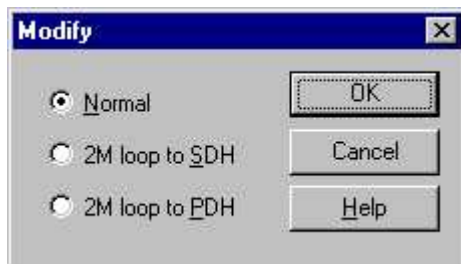 Modify
Normal
OK
2M loop to SDH
Cancel
2M loop to PDH
Help